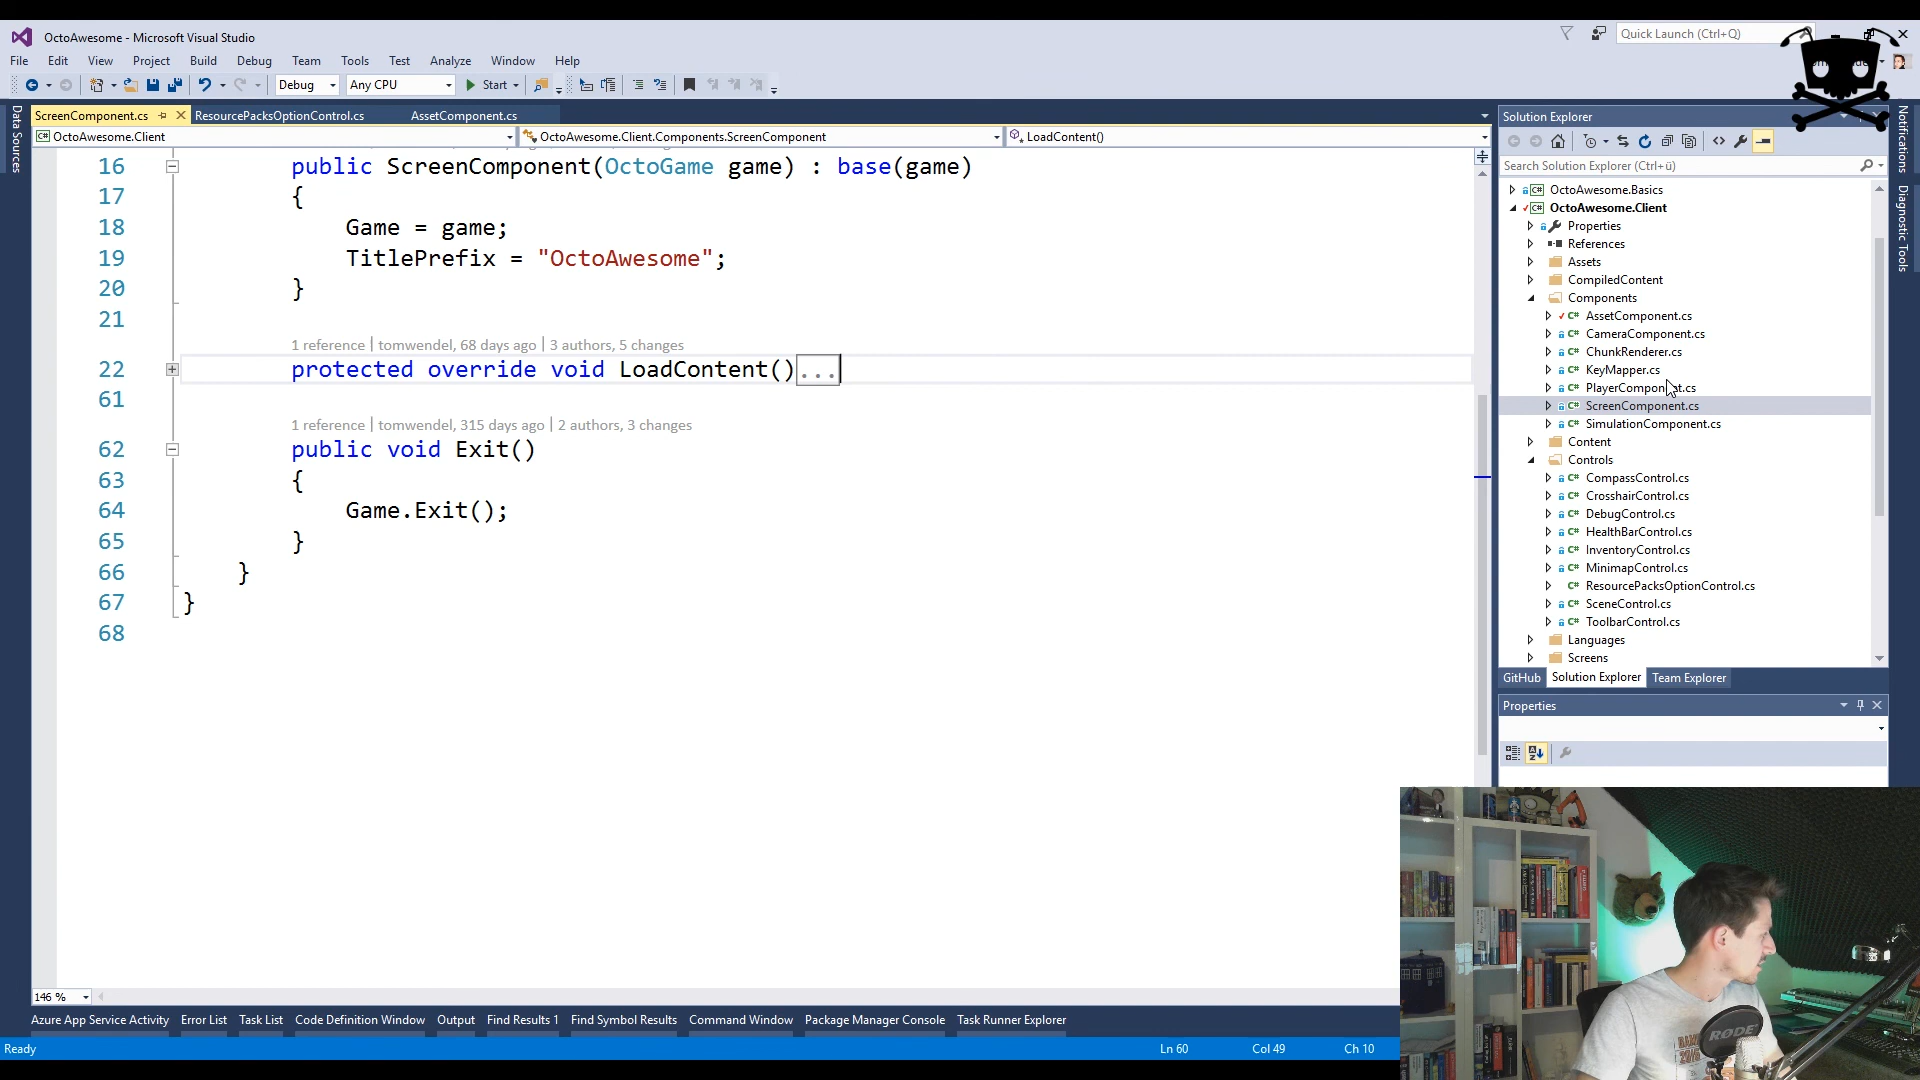 OctoAwesome - Microsoft Visual Studio
Quick Launch (Ctrl+Q)
File Edit View Project Build Debug Team Tools Test Analyze Window Help
Debug Any CPU Start
Data Sources
ScreenComponent.cs ResourcePacksOptionControl.cs AssetComponent.cs
OctoAwesome.Client OctoAwesome.Client.Components.ScreenComponent LoadContent()
16 public ScreenComponent(OctoGame game) : base(game)
17 {
18 Game = game;
19 TitlePrefix = "OctoAwesome";
20 }
21
1 reference | tomwendel, 68 days ago | 3 authors, 5 changes
22 protected override void LoadContent()...
61
1 reference | tomwendel, 315 days ago | 2 authors, 3 changes
62 public void Exit()
63 {
64 Game.Exit();
65 }
66 }
67 }
68
146 %
Solution Explorer
Search Solution Explorer (Ctrl+ü)
OctoAwesome.Basics
OctoAwesome.Client
Properties
References
Assets
CompiledContent
Components
AssetComponent.cs
CameraComponent.cs
ChunkRenderer.cs
KeyMapper.cs
PlayerComponent.cs
ScreenComponent.cs
SimulationComponent.cs
Content
Controls
CompassControl.cs
CrosshairControl.cs
DebugControl.cs
HealthBarControl.cs
InventoryControl.cs
MinimapControl.cs
ResourcePacksOptionControl.cs
SceneControl.cs
ToolbarControl.cs
Languages
Screens
GitHub Solution Explorer Team Explorer
Properties
Notifications
Diagnostic Tools
Azure App Service Activity Error List Task List Code Definition Window Output Find Results 1 Find Symbol Results Command Window Package Manager Console Task Runner Explorer
Ready Ln 60 Col 49 Ch 10
RØDE